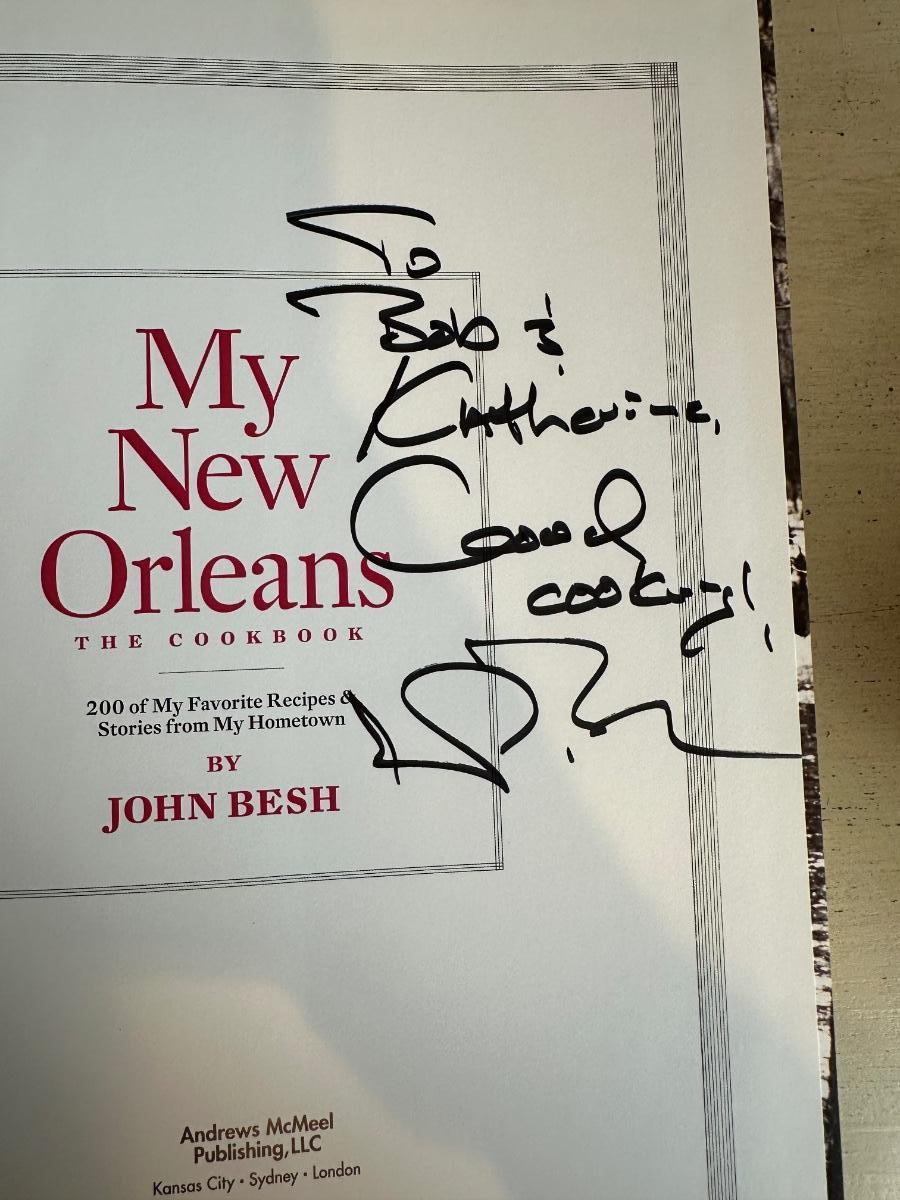 To
Bob &
Katherine,
Good
cooking!
My
New
Orleans
THE COOKBOOK
200 of My Favorite Recipes &
Stories from My Hometown
BY
JOHN BESH
Andrews McMeel
Publishing, LLC
Kansas City • Sydney • London